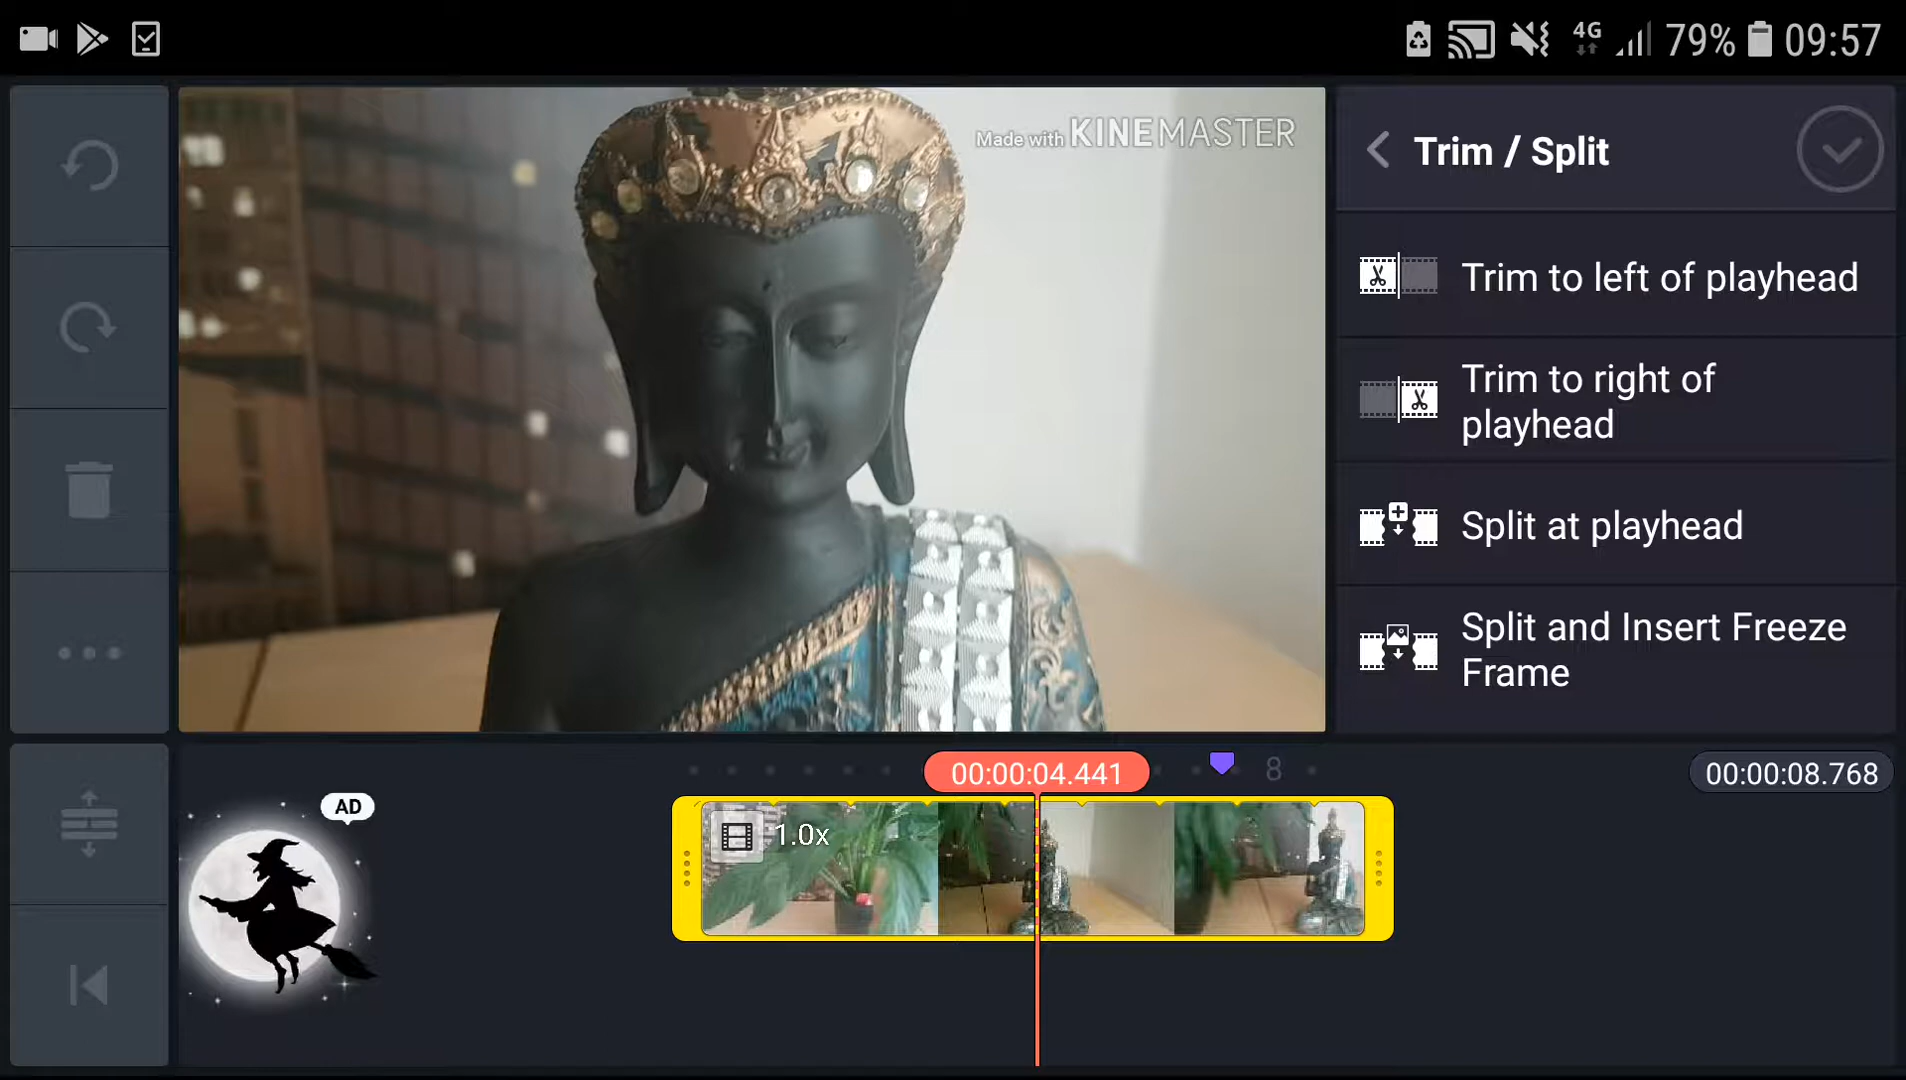 4G 79% 09:57
Made with KINEMASTER
Trim / Split
Trim to left of playhead
Trim to right of
playhead
Split at playhead
Split and Insert Freeze
Frame
00:00:04.441
8
00:00:08.768
AD
1.0x